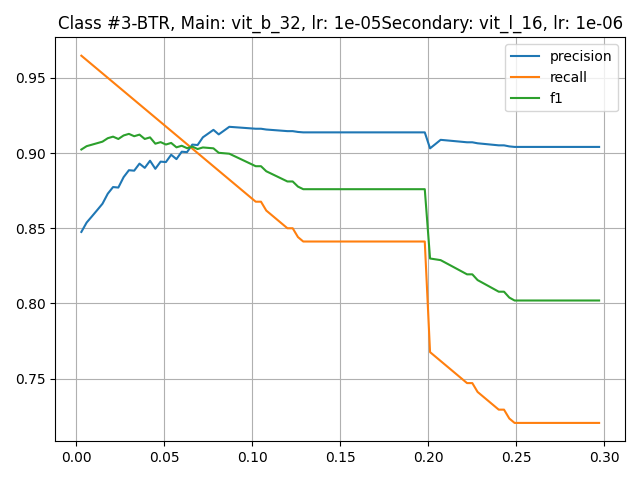 Class #3-BTR, Main: vit_b_32, lr: 1e-05Secondary: vit_l_16, lr: 1e-06
precision
recall
f1
0.95
0.90
0.85
0.80
0.75
0.00 0.05 0.10 0.15 0.20 0.25 0.30